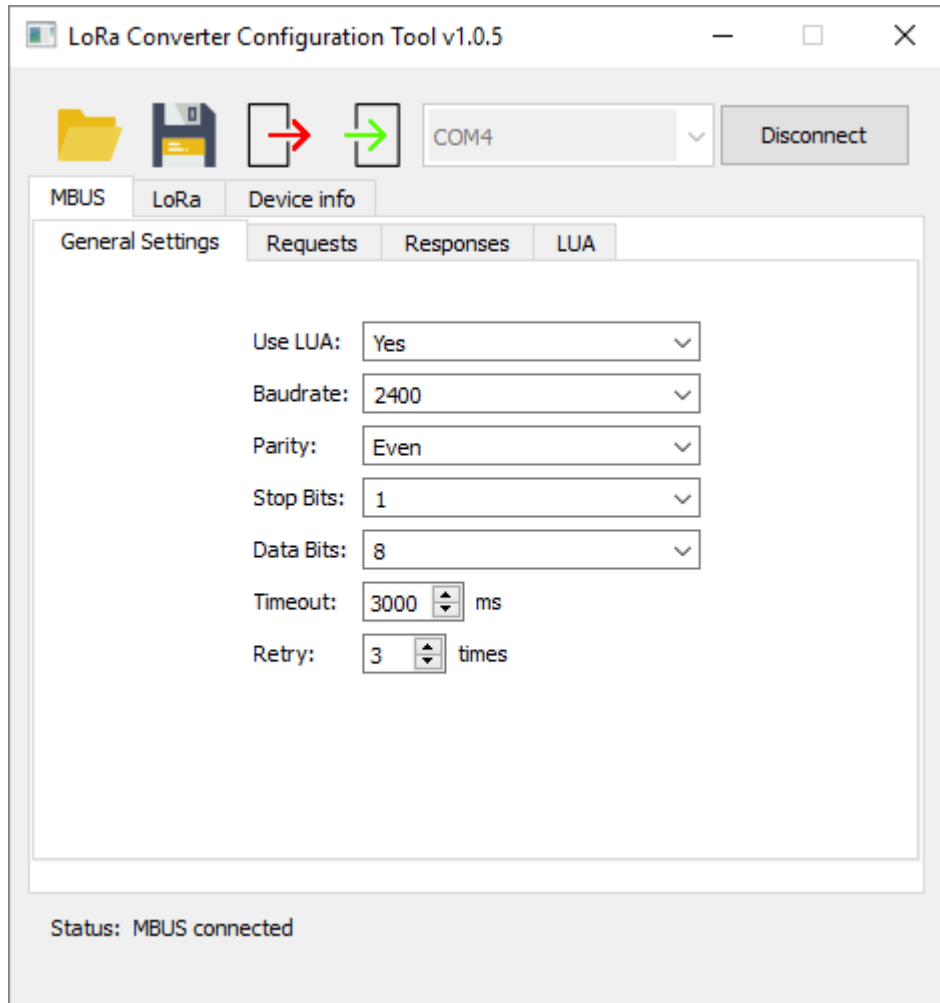 LoRa Converter Configuration Tool v1.0.5
COM4 Disconnect
MBUS LoRa Device info
General Settings Requests Responses LUA
Use LUA: Yes
Baudrate: 2400
Parity: Even
Stop Bits: 1
Data Bits: 8
Timeout: 3000 ms
Retry: 3 times
Status: MBUS connected